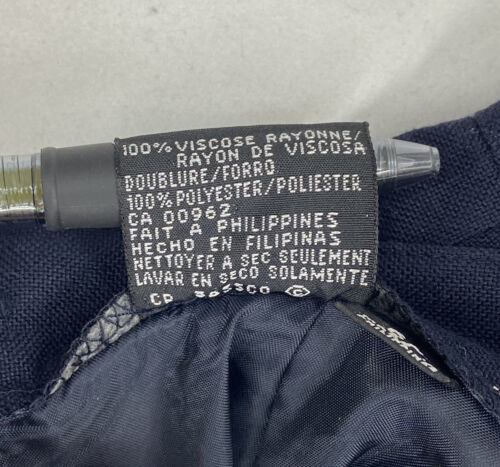 100% VISCOSE RAYONNE/
RAYON DE VISCOSA
DOUBLURE/FORRO
100% POLYESTER/POLIESTER
CA 00962
FAIT A PHILIPPINES
HECHO EN FILIPINAS
NETTOYER A SEC SEULEMENT
LAVAR EN SECO SOLAMENTE
©